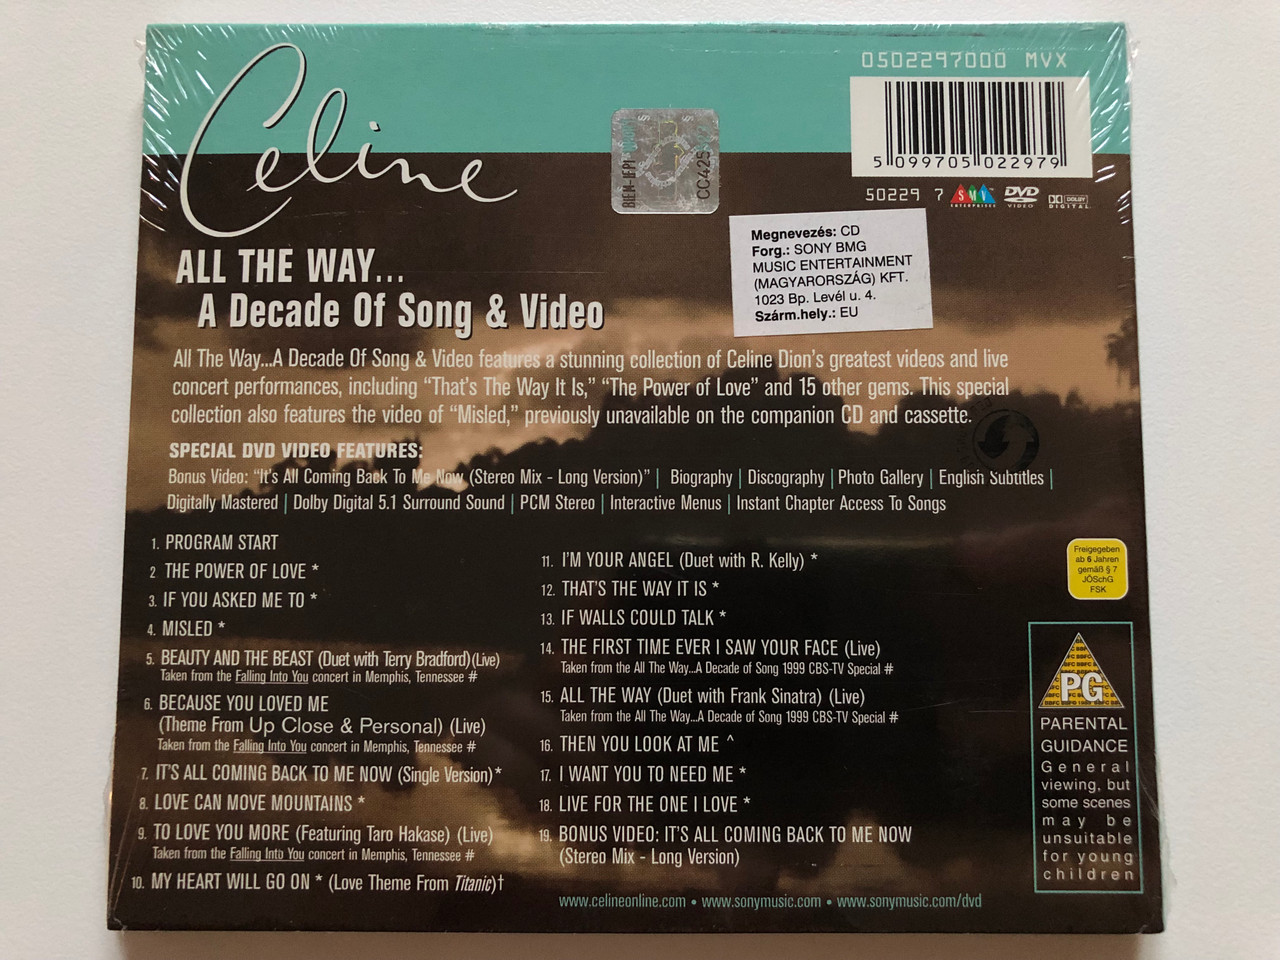 Celine
0502297000 MVX
5 099705 022979
50229 7 SMV ENTERPRISES DVD VIDEO DOLBY DIGITAL
BIEM-IFPI
CC425
ALL THE WAY...
A Decade Of Song & Video
Megnevezés: CD
Forg.: SONY BMG
MUSIC ENTERTAINMENT
(MAGYARORSZÁG) KFT.
1023 Bp. Levél u. 4.
Szárm.hely.: EU
All The Way...A Decade Of Song & Video features a stunning collection of Celine Dion's greatest videos and live
concert performances, including “That's The Way It Is,” “The Power of Love” and 15 other gems. This special
collection also features the video of “Misled,” previously unavailable on the companion CD and cassette.
SPECIAL DVD VIDEO FEATURES:
Bonus Video: “It's All Coming Back To Me Now (Stereo Mix - Long Version)” | Biography | Discography | Photo Gallery | English Subtitles |
Digitally Mastered | Dolby Digital 5.1 Surround Sound | PCM Stereo | Interactive Menus | Instant Chapter Access To Songs
1. PROGRAM START
2 THE POWER OF LOVE *
3. IF YOU ASKED ME TO *
4. MISLED *
5. BEAUTY AND THE BEAST (Duet with Terry Bradford)(Live)
Taken from the Falling Into You concert in Memphis, Tennessee #
6. BECAUSE YOU LOVED ME
(Theme From Up Close & Personal) (Live)
Taken from the Falling Into You concert in Memphis, Tennessee #
7. IT'S ALL COMING BACK TO ME NOW (Single Version)*
8. LOVE CAN MOVE MOUNTAINS *
9. TO LOVE YOU MORE (Featuring Taro Hakase) (Live)
Taken from the Falling Into You concert in Memphis, Tennessee #
10. MY HEART WILL GO ON * (Love Theme From Titanic)†
11. I'M YOUR ANGEL (Duet with R. Kelly) *
12. THAT'S THE WAY IT IS *
13. IF WALLS COULD TALK *
14. THE FIRST TIME EVER I SAW YOUR FACE (Live)
Taken from the All The Way...A Decade of Song 1999 CBS-TV Special #
15. ALL THE WAY (Duet with Frank Sinatra) (Live)
Taken from the All The Way...A Decade of Song 1999 CBS-TV Special #
16. THEN YOU LOOK AT ME ^
17. I WANT YOU TO NEED ME *
18. LIVE FOR THE ONE I LOVE *
19. BONUS VIDEO: IT'S ALL COMING BACK TO ME NOW
(Stereo Mix - Long Version)
www.celineonline.com • www.sonymusic.com • www.sonymusic.com/dvd
Freigegeben
ab 6 Jahren
gemäß § 7
JÖSchG
FSK
PG
PARENTAL
GUIDANCE
General
viewing, but
some scenes
may be
unsuitable
for young
children